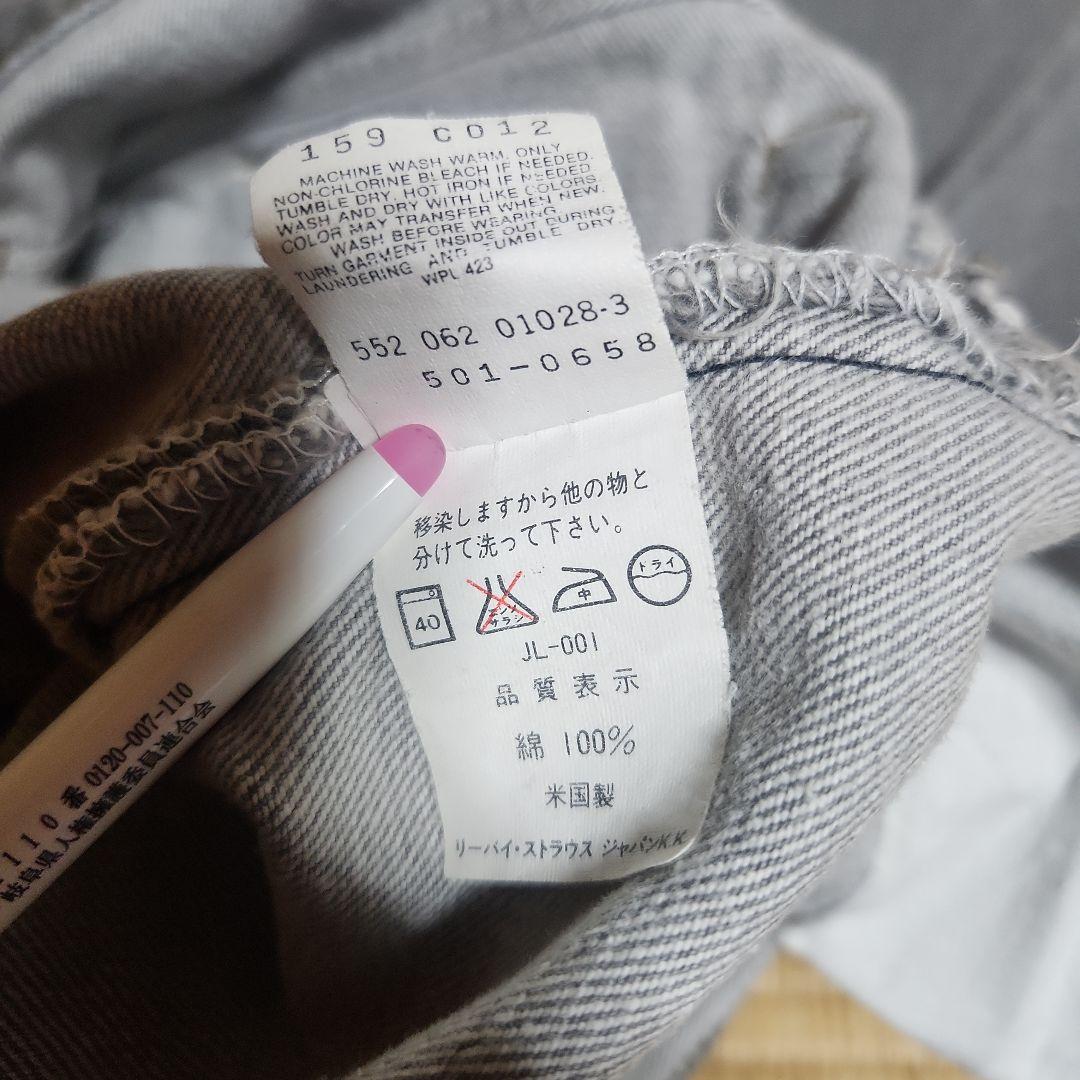 159 C012
MACHINE WASH WARM, ONLY
NON-CHLORINE BLEACH IF NEEDED.
TUMBLE DRY, HOT IRON IF NEEDED
WASH AND DRY WITH LIKE COLORS.
COLOR MAY TRANSFER WHEN NEW.
WASH BEFORE WEARING.
TURN GARMENT INSIDE OUT DURING
LAUNDERING AND TUMBLE DRY
WPL 423
552 062 01028-3
501-0658
移染しますから他の物と
分けて洗って下さい。
40
エンソ
サラシ
中
ドライ
JL-001
品質表示
綿 100%
米国製
リーバイ・ストラウス ジャパンK.K
110番 0120-007-110
岐阜県人権擁護委員連合会